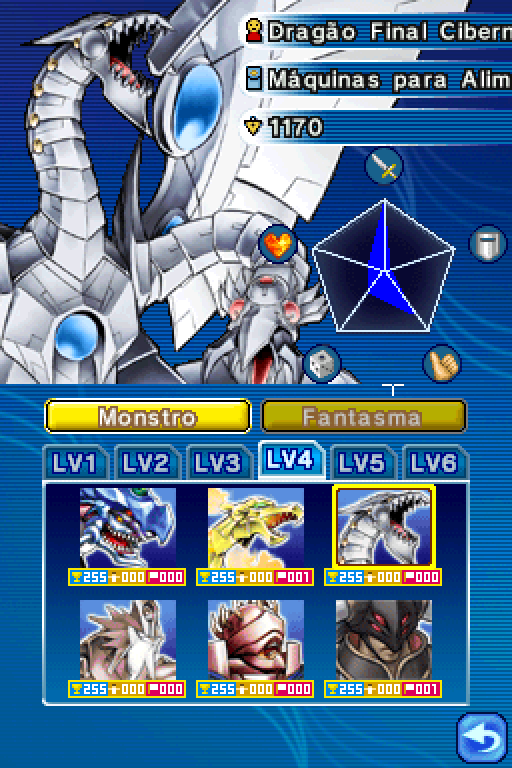 Dragão Final Cibern
Máquinas para Alim
1170
Monstro
Fantasma
LV1 LV2 LV3 LV4 LV5 LV6
255 000 000 255 000 001 255 000 000
255 000 000 255 000 000 255 000 001